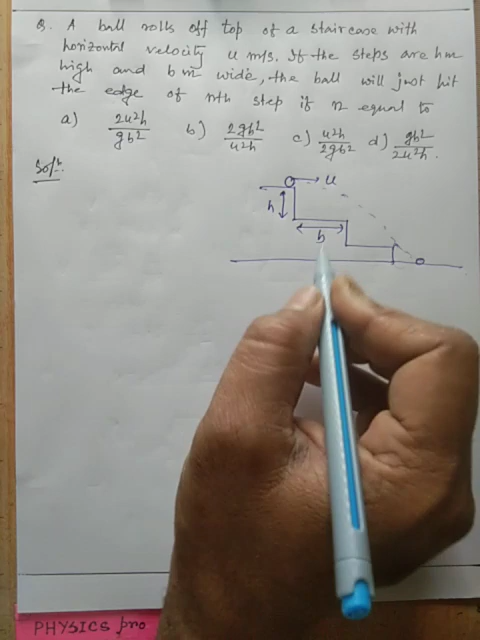 Q. A ball rolls off top of a staircase with
horizontal velocity u m/s. If the steps are hm
high and b m wide, the ball will just hit
the edge of nth step if n equal to
a) 2u²h/gb² b) 2gb²/u²h c) u²h/2gb² d) gb²/2u²h.
Solⁿ:
u
h
b
PHYSICS pro